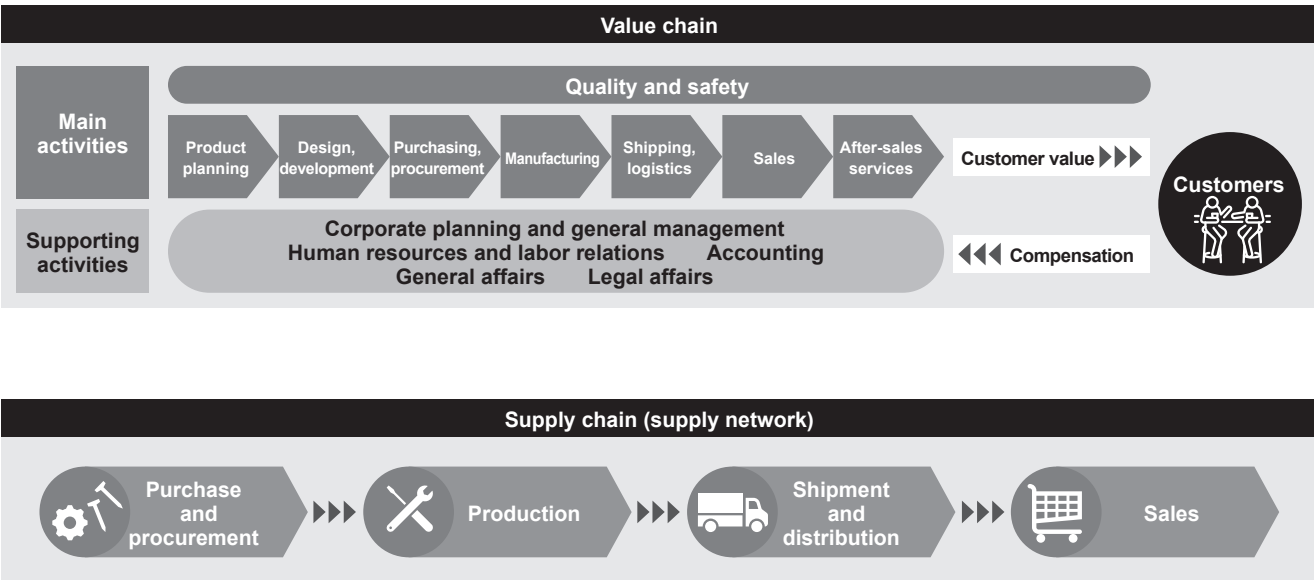 Value chain
Main
activities
Quality and safety
Product
planning
Design,
development
Purchasing,
procurement
Manufacturing
Shipping,
logistics
Sales
After-sales
services
Customer value
Customers
Supporting
activities
Corporate planning and general management
Human resources and labor relations Accounting
General affairs Legal affairs
Compensation
Supply chain (supply network)
Purchase
and
procurement
Production
Shipment
and
distribution
Sales